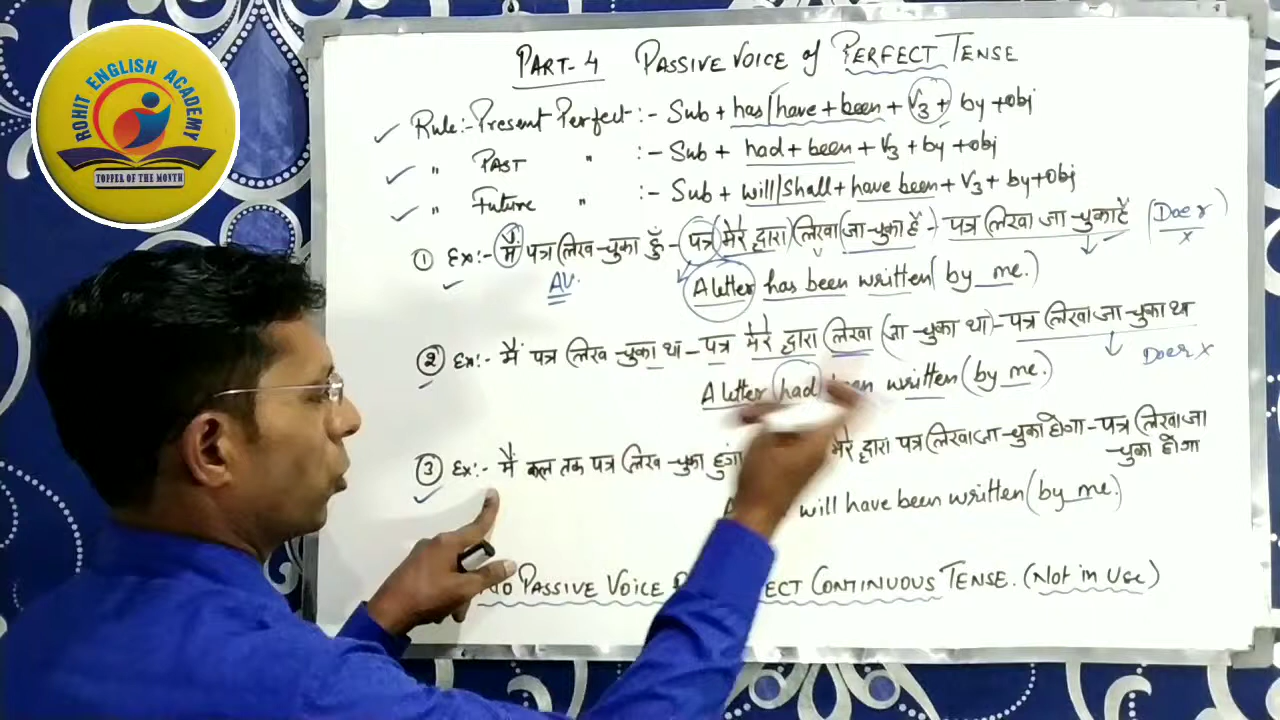 ROHIT ENGLISH ACADEMY
TOPPER OF THE MONTH
PART-4 PASSIVE VOICE of PERFECT TENSE
Rule:- Present Perfect :- Sub + has/have + been + V3 + by + obj
" PAST " :- Sub + had + been + V3 + by + obj
" Future " :- Sub + will/shall + have been + V3 + by + obj
① Ex:- मैं पत्र लिख चुका हूँ - पत्र (मेरे द्वारा) लिखा (जा चुका है) - पत्र लिखा जा चुका है (Doer x
AV.
A letter has been written (by me.)
② Ex:- मैं पत्र लिख चुका था - पत्र मेरे द्वारा लिखा (जा चुका था) - पत्र लिखा जा चुका था
Doer x
A letter had written (by me.)
③ Ex:- मैं कल तक पत्र लिख चुका हुंगा मेरे द्वारा पत्र लिखा जा चुका होगा - पत्र लिखा जा
चुका होगा
will have been written (by me.)
NO PASSIVE VOICE CONTINUOUS TENSE. (Not in Use)